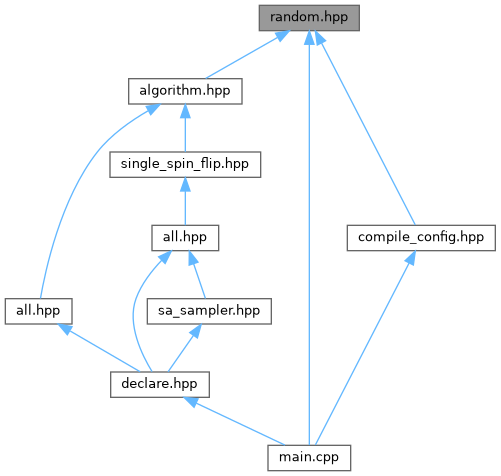 random.hpp
algorithm.hpp
single_spin_flip.hpp
all.hpp
compile_config.hpp
all.hpp
sa_sampler.hpp
declare.hpp
main.cpp